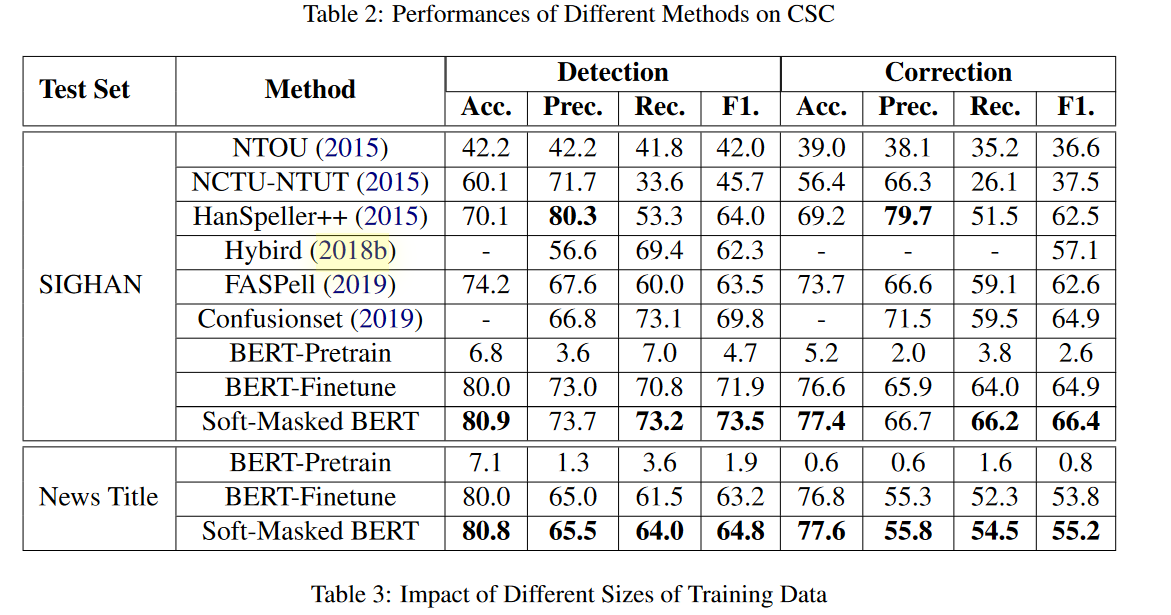 Table 2: Performances of Different Methods on CSC
Test Set Method Detection Correction
Acc. Prec. Rec. F1. Acc. Prec. Rec. F1.
SIGHAN
NTOU (2015) 42.2 42.2 41.8 42.0 39.0 38.1 35.2 36.6
NCTU-NTUT (2015) 60.1 71.7 33.6 45.7 56.4 66.3 26.1 37.5
HanSpeller++ (2015) 70.1 80.3 53.3 64.0 69.2 79.7 51.5 62.5
Hybird (2018b) - 56.6 69.4 62.3 - - - 57.1
FASPell (2019) 74.2 67.6 60.0 63.5 73.7 66.6 59.1 62.6
Confusionset (2019) - 66.8 73.1 69.8 - 71.5 59.5 64.9
BERT-Pretrain 6.8 3.6 7.0 4.7 5.2 2.0 3.8 2.6
BERT-Finetune 80.0 73.0 70.8 71.9 76.6 65.9 64.0 64.9
Soft-Masked BERT 80.9 73.7 73.2 73.5 77.4 66.7 66.2 66.4
News Title
BERT-Pretrain 7.1 1.3 3.6 1.9 0.6 0.6 1.6 0.8
BERT-Finetune 80.0 65.0 61.5 63.2 76.8 55.3 52.3 53.8
Soft-Masked BERT 80.8 65.5 64.0 64.8 77.6 55.8 54.5 55.2
Table 3: Impact of Different Sizes of Training Data